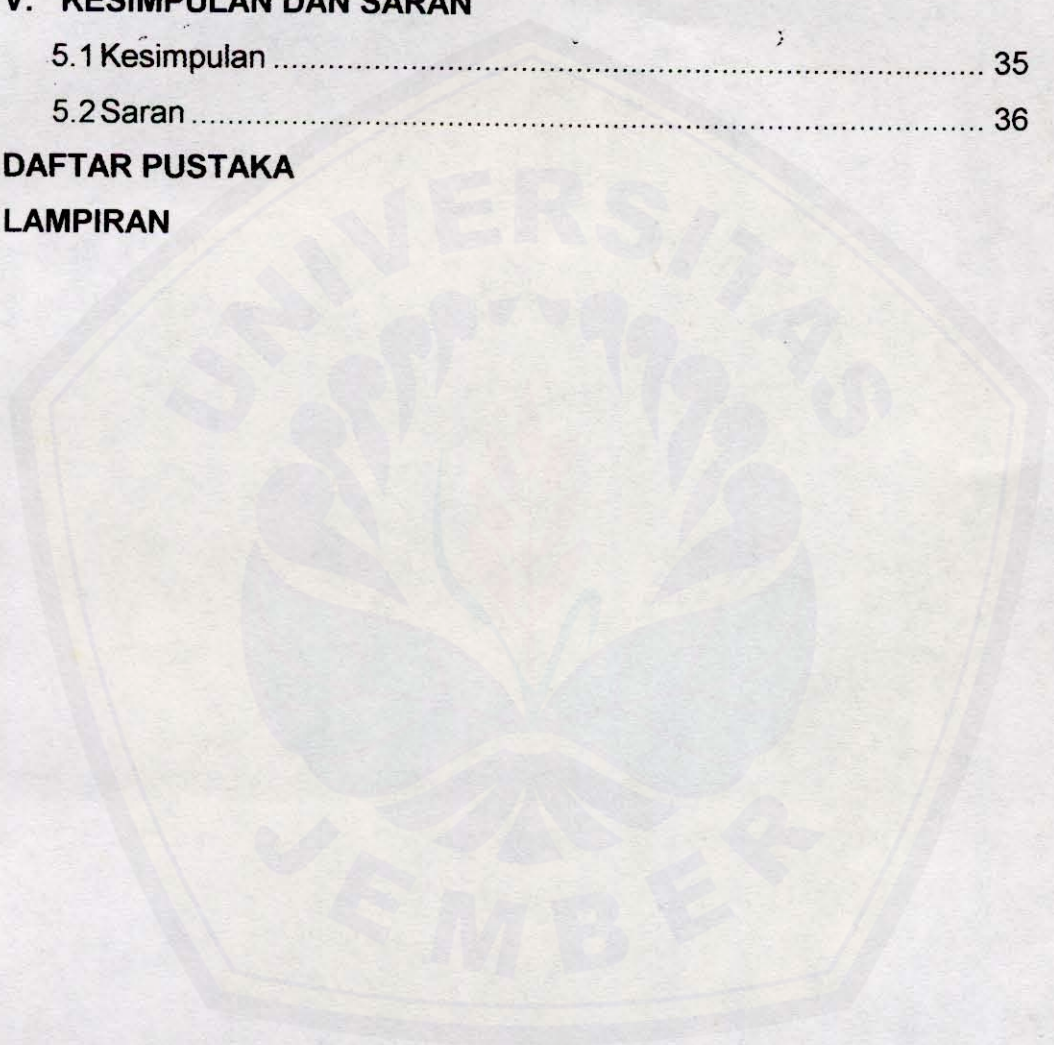 V. KESIMPULAN DAN SARAN
5.1 Kesimpulan ........................................................................ 35
5.2 Saran ........................................................................ 36
DAFTAR PUSTAKA
LAMPIRAN
UNIVERSITAS
JEMBER